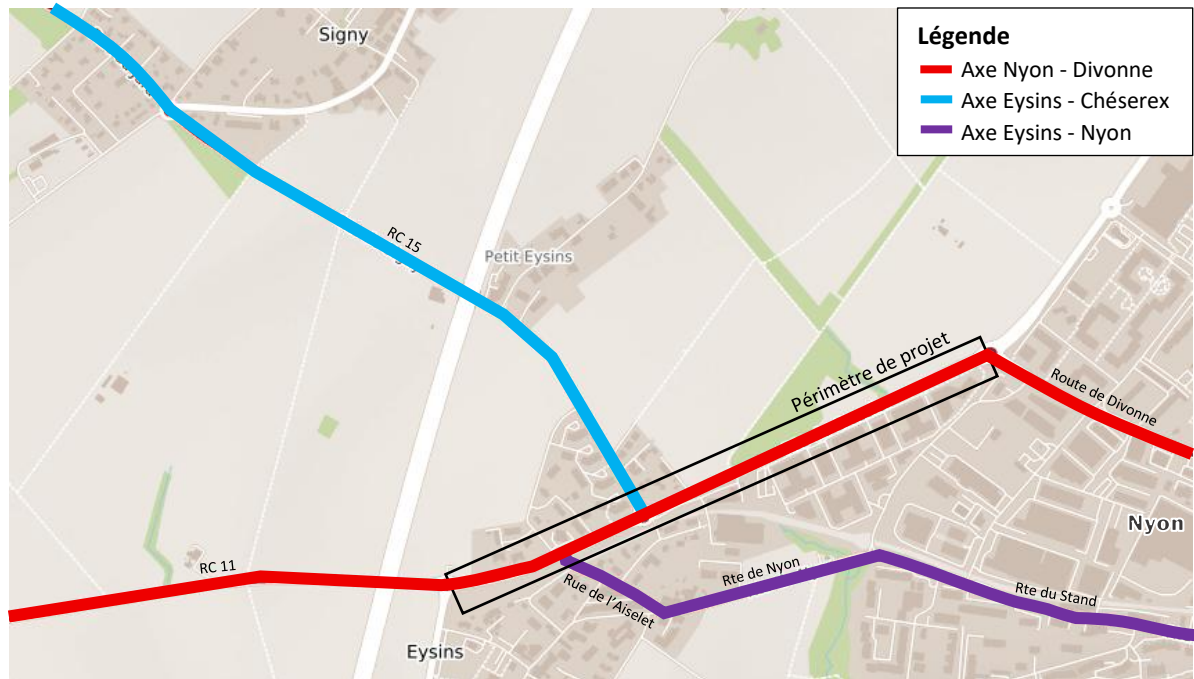 Signy
Légende
Axe Nyon - Divonne
Axe Eysins - Chéserex
Axe Eysins - Nyon
RC 15
Petit Eysins
Périmètre de projet
Route de Divonne
Nyon
RC 11
Rte de Nyon
Rue de l'Aiselet
Rte du Stand
Eysins